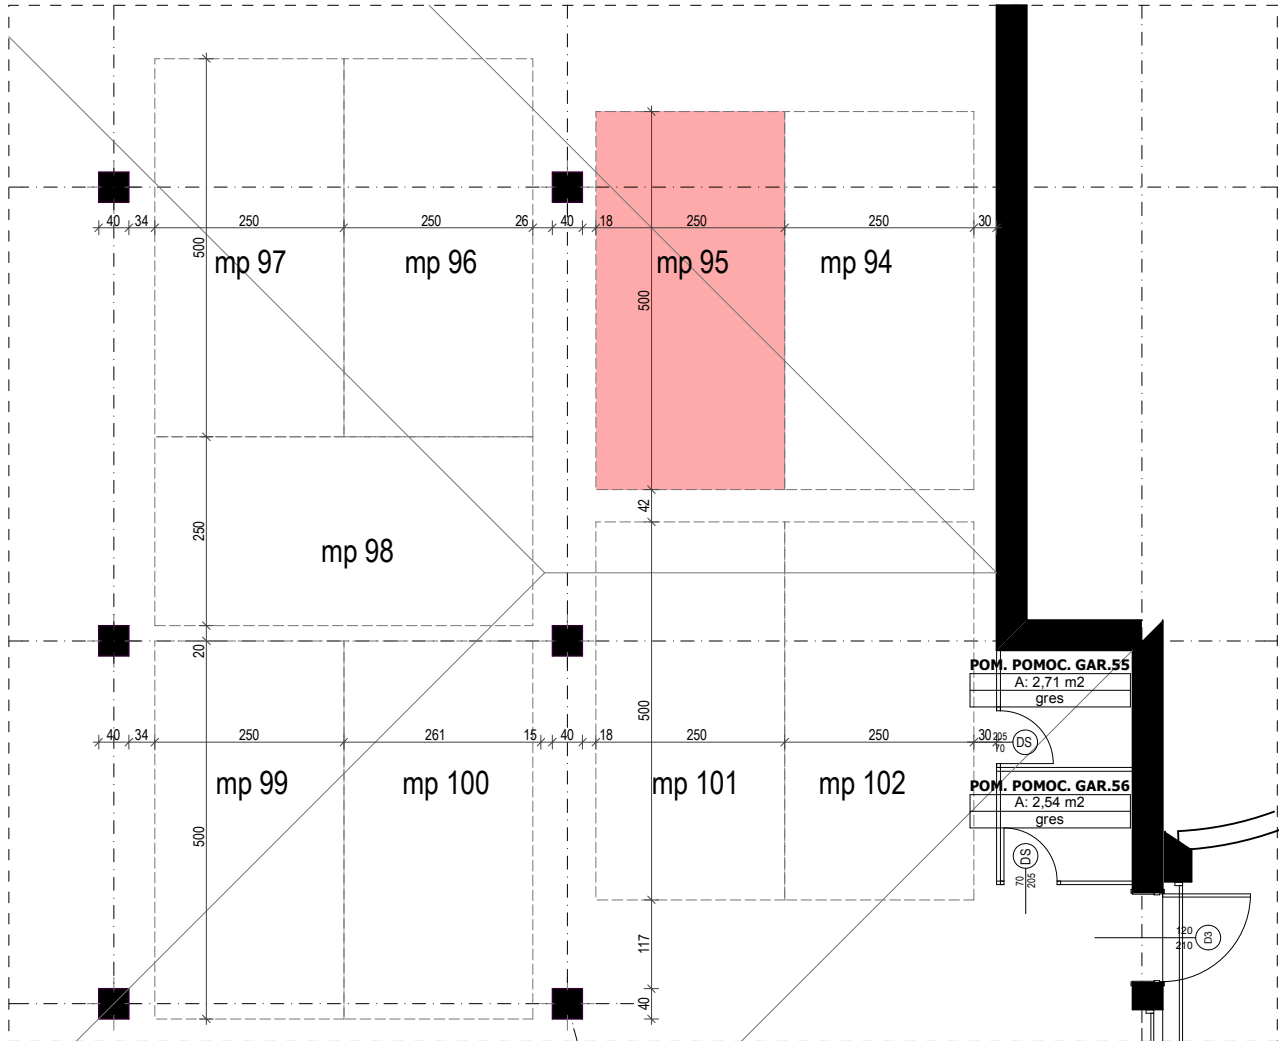 40 34 250 250 26 40 18 250 250 30
500
mp 97 mp 96 mp 95 mp 94
500
42
250
mp 98
20
POM. POMOC. GAR.55
A: 2,71 m2
gres
500
40 34 250 261 15 40 18 250 250 30 205
70
DS
mp 99 mp 100 mp 101 mp 102
POM. POMOC. GAR.56
A: 2,54 m2
gres
500
DS
70
205
117
120
210
D3
40